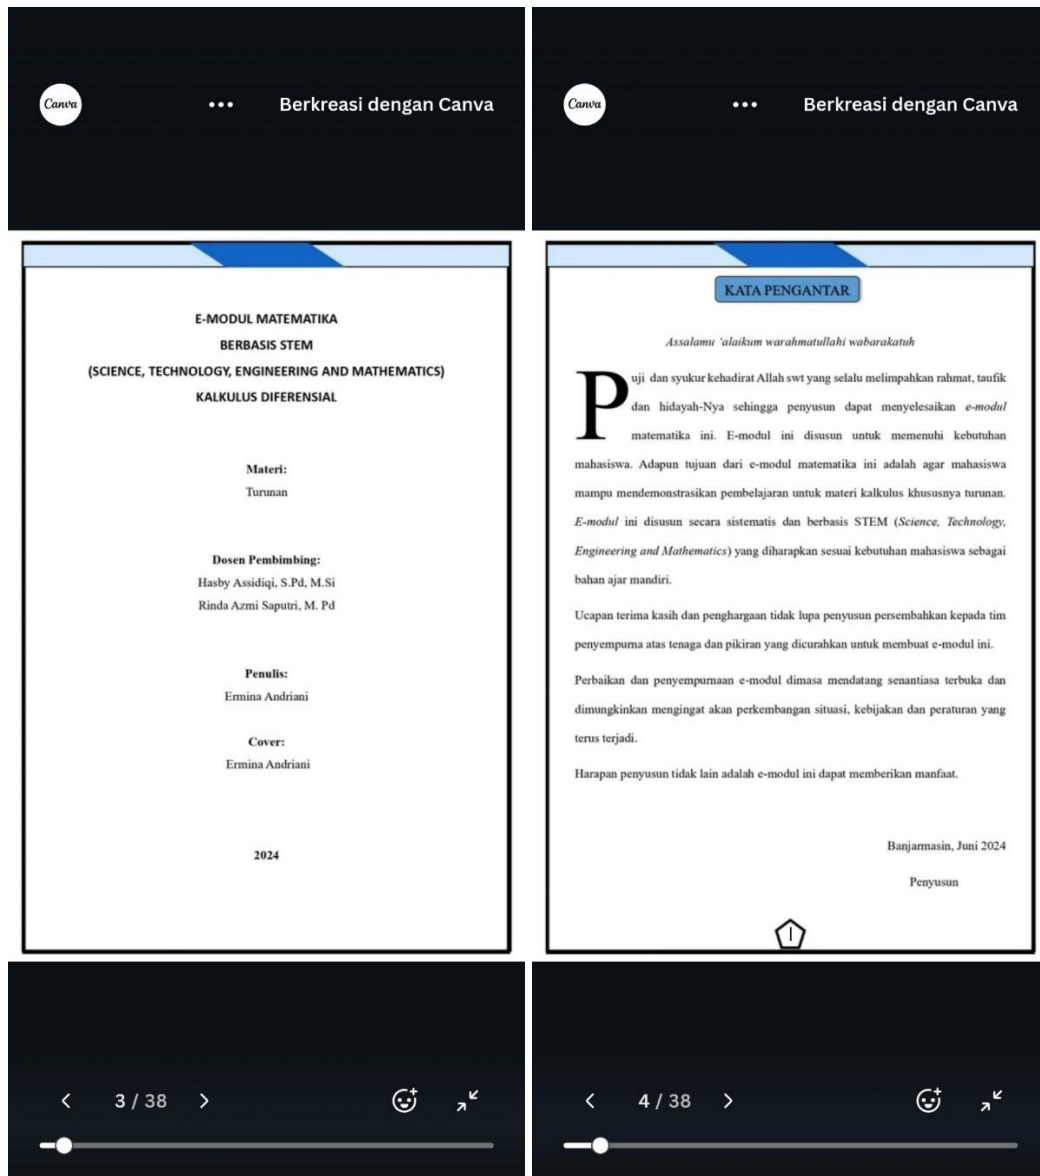 Canva
... Berkreasi dengan Canva
E-MODUL MATEMATIKA
BERBASIS STEM
(SCIENCE, TECHNOLOGY, ENGINEERING AND MATHEMATICS)
KALKULUS DIFERENSIAL
Materi:
Turunan
Dosen Pembimbing:
Hasby Assidiqi, S.Pd, M.Si
Rinda Azmi Saputri, M. Pd
Penulis:
Ermina Andriani
Cover:
Ermina Andriani
2024
3 / 38
Canva
... Berkreasi dengan Canva
KATA PENGANTAR
Assalamu ‘alaikum warahmatullahi wabarakatuh
Puji dan syukur kehadirat Allah swt yang selalu melimpahkan rahmat, taufik
dan hidayah-Nya sehingga penyusun dapat menyelesaikan e-modul
matematika ini. E-modul ini disusun untuk memenuhi kebutuhan
mahasiswa. Adapun tujuan dari e-modul matematika ini adalah agar mahasiswa
mampu mendemonstrasikan pembelajaran untuk materi kalkulus khususnya turunan.
E-modul ini disusun secara sistematis dan berbasis STEM (Science, Technology,
Engineering and Mathematics) yang diharapkan sesuai kebutuhan mahasiswa sebagai
bahan ajar mandiri.
Ucapan terima kasih dan penghargaan tidak lupa penyusun persembahkan kepada tim
penyempurna atas tenaga dan pikiran yang dicurahkan untuk membuat e-modul ini.
Perbaikan dan penyempurnaan e-modul dimasa mendatang senantiasa terbuka dan
dimungkinkan mengingat akan perkembangan situasi, kebijakan dan peraturan yang
terus terjadi.
Harapan penyusun tidak lain adalah e-modul ini dapat memberikan manfaat.
Banjarmasin, Juni 2024
Penyusun
I
4 / 38